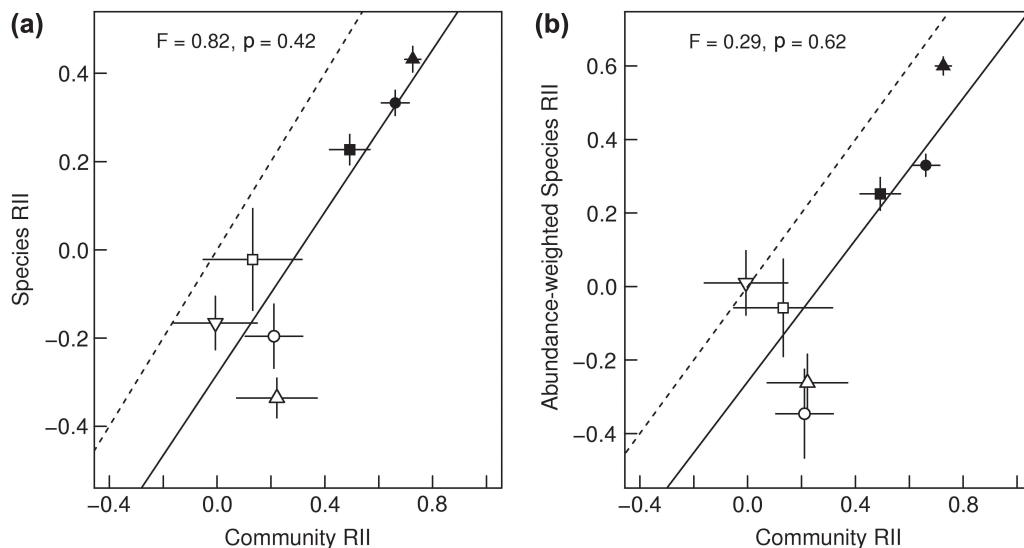 (a)
F = 0.82, p = 0.42
Species RII
0.4
0.2
0.0
−0.2
−0.4
−0.4
0.0
0.4
0.8
Community RII
(b)
F = 0.29, p = 0.62
Abundance-weighted Species RII
0.6
0.4
0.2
0.0
−0.2
−0.4
−0.4
0.0
0.4
0.8
Community RII